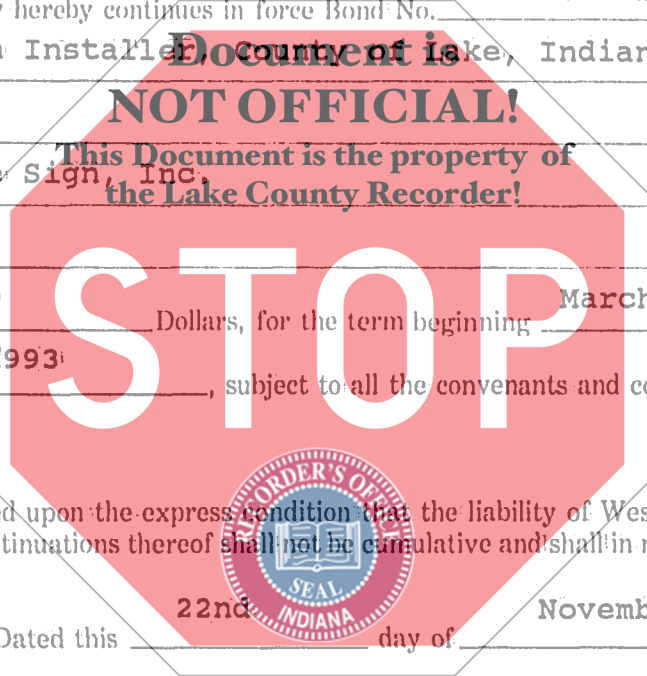 hereby continues in force Bond No.
Installer, County of Lake, Indian
Document is
NOT OFFICIAL!
This Document is the property of
the Lake County Recorder!
Sign, Inc.
STOP
March
Dollars, for the term beginning
1993
, subject to all the convenants and co
ed upon the express condition that the liability of Wes
tinuations thereof shall not be cumulative and shall in n
RECORDER'S OFFICE
SEAL
INDIANA
22nd Novemb
Dated this day of